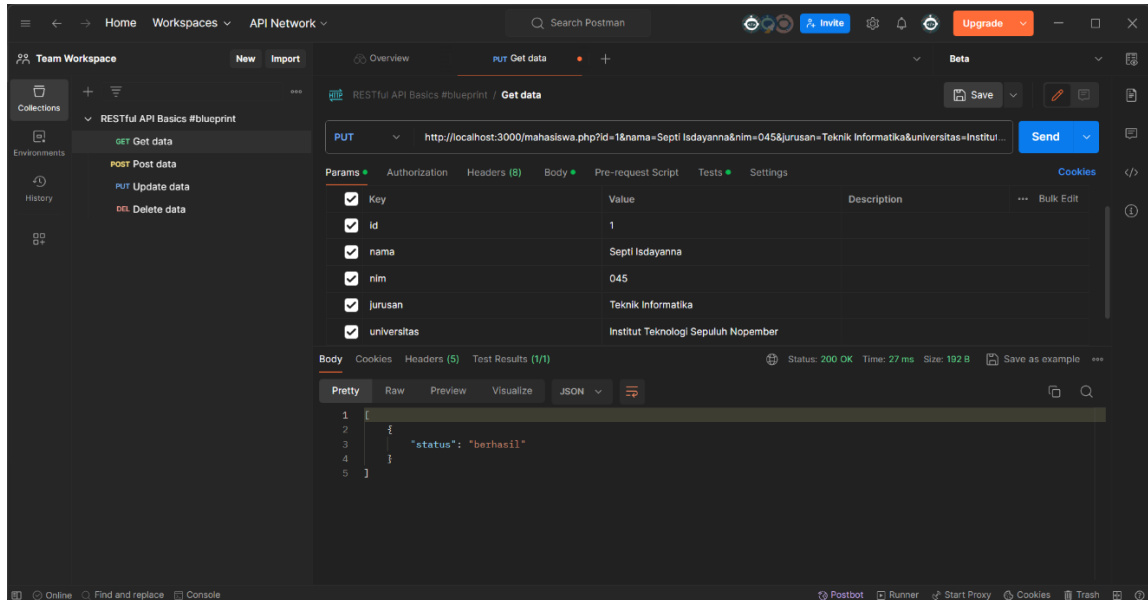 Home Workspaces API Network Search Postman Invite Upgrade
Team Workspace New Import Overview PUT Get data + Beta
Collections
Environments
History
RESTful API Basics #blueprint
GET Get data
POST Post data
PUT Update data
DEL Delete data
HTTP RESTful API Basics #blueprint / Get data Save
PUT http://localhost:3000/mahasiswa.php?id=1&nama=Septi Isdayanna&nim=045&jurusan=Teknik Informatika&universitas=Institut... Send
Params Authorization Headers (8) Body Pre-request Script Tests Settings Cookies
Key Value Description Bulk Edit
id 1
nama Septi Isdayanna
nim 045
jurusan Teknik Informatika
universitas Institut Teknologi Sepuluh Nopember
Body Cookies Headers (5) Test Results (1/1) Status: 200 OK Time: 27 ms Size: 192 B Save as example
Pretty Raw Preview Visualize JSON
1 [
2 {
3 "status": "berhasil"
4 }
5 ]
Online Find and replace Console Postbot Runner Start Proxy Cookies Trash